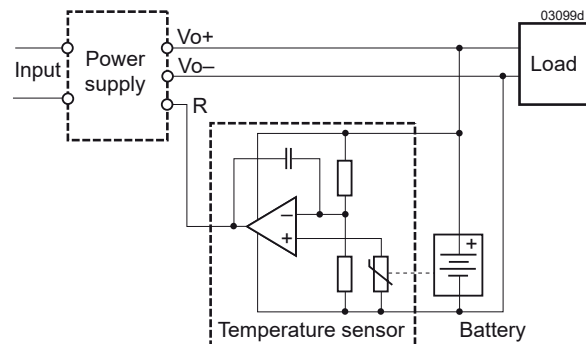 03099d
Power
supply
Input
Vo+
Vo–
R
Load
–
+
+
Temperature sensor
Battery